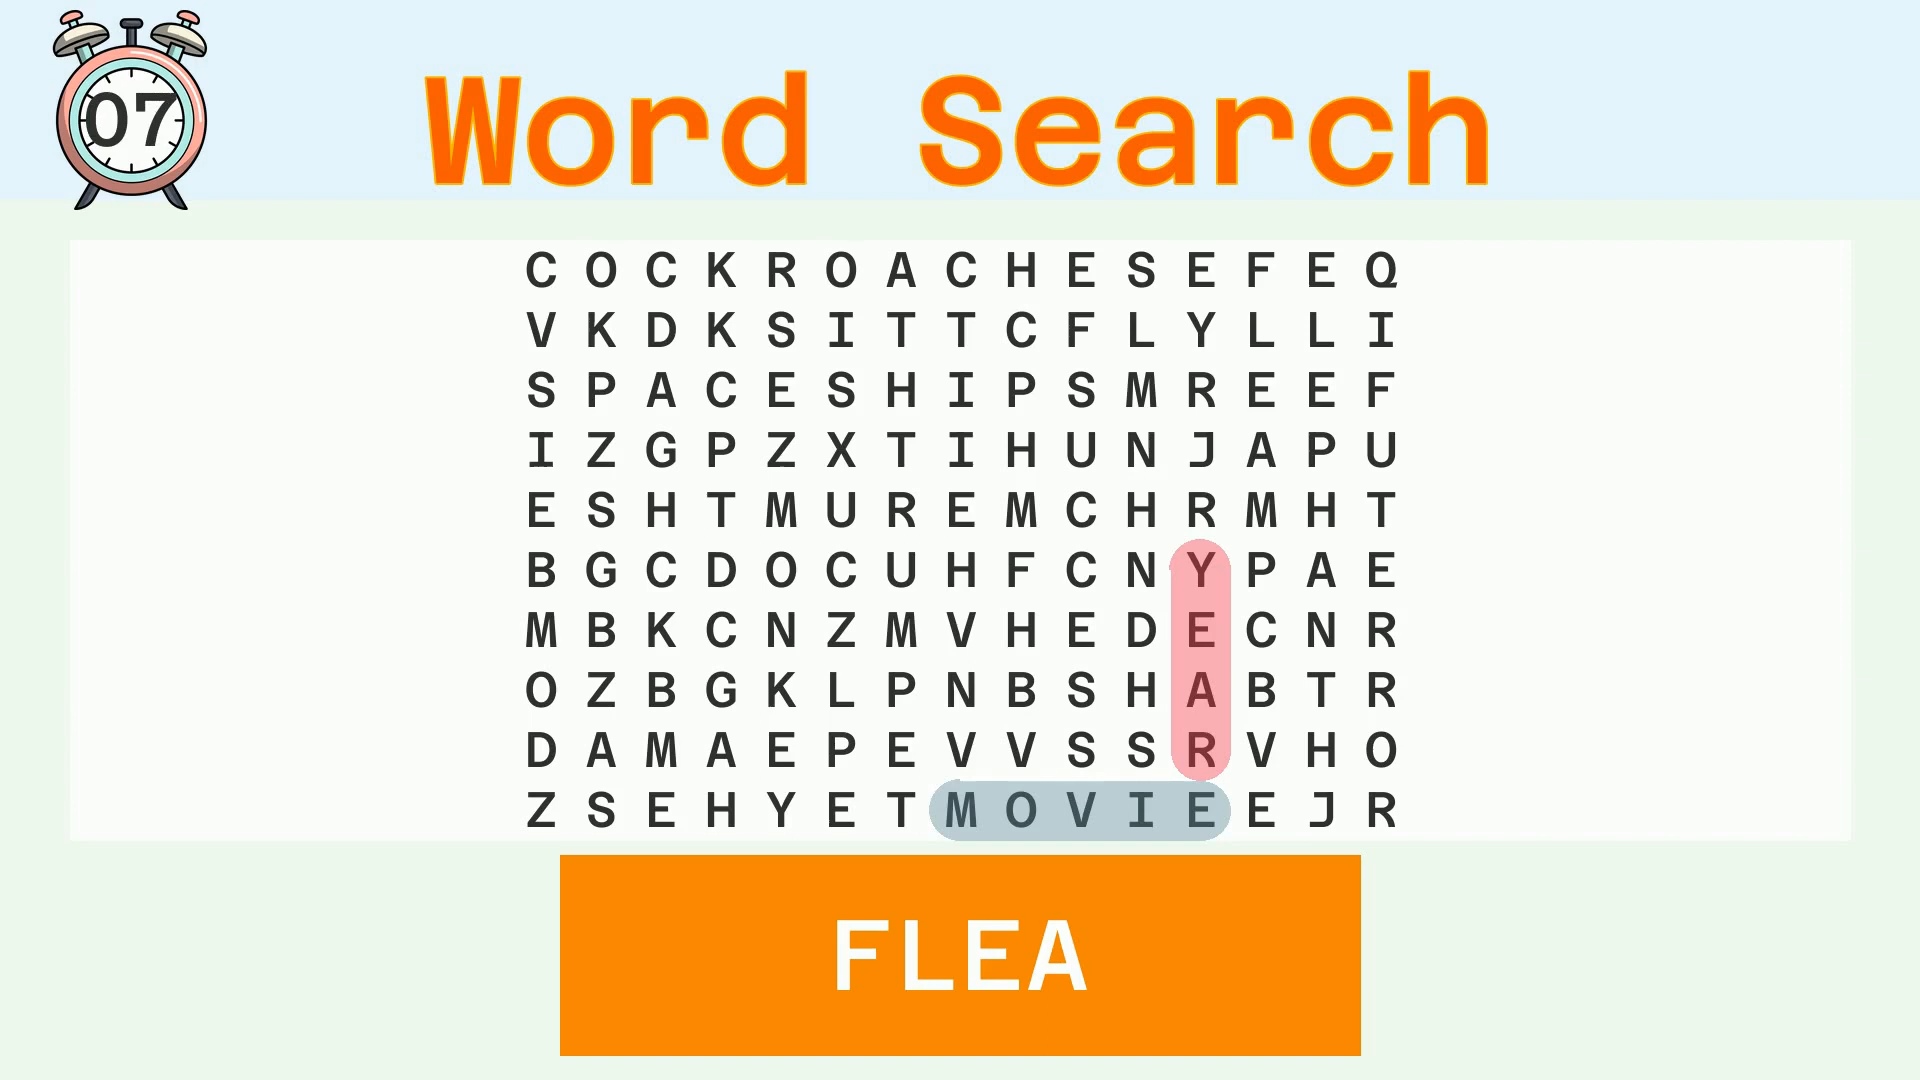 07
Word Search
C O C K R O A C H E S E F E Q
V K D K S I T T C F L Y L L I
S P A C E S H I P S M R E E F
I Z G P Z X T I H U N J A P U
E S H T M U R E M C H R M H T
B G C D O C U H F C N Y P A E
M B K C N Z M V H E D E C N R
O Z B G K L P N B S H A B T R
D A M A E P E V V S S R V H O
Z S E H Y E T M O V I E E J R
FLEA